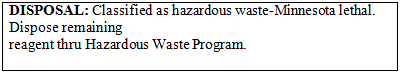 DISPOSAL: Classified as hazardous waste-Minnesota lethal.
Dispose remaining
reagent thru Hazardous Waste Program.